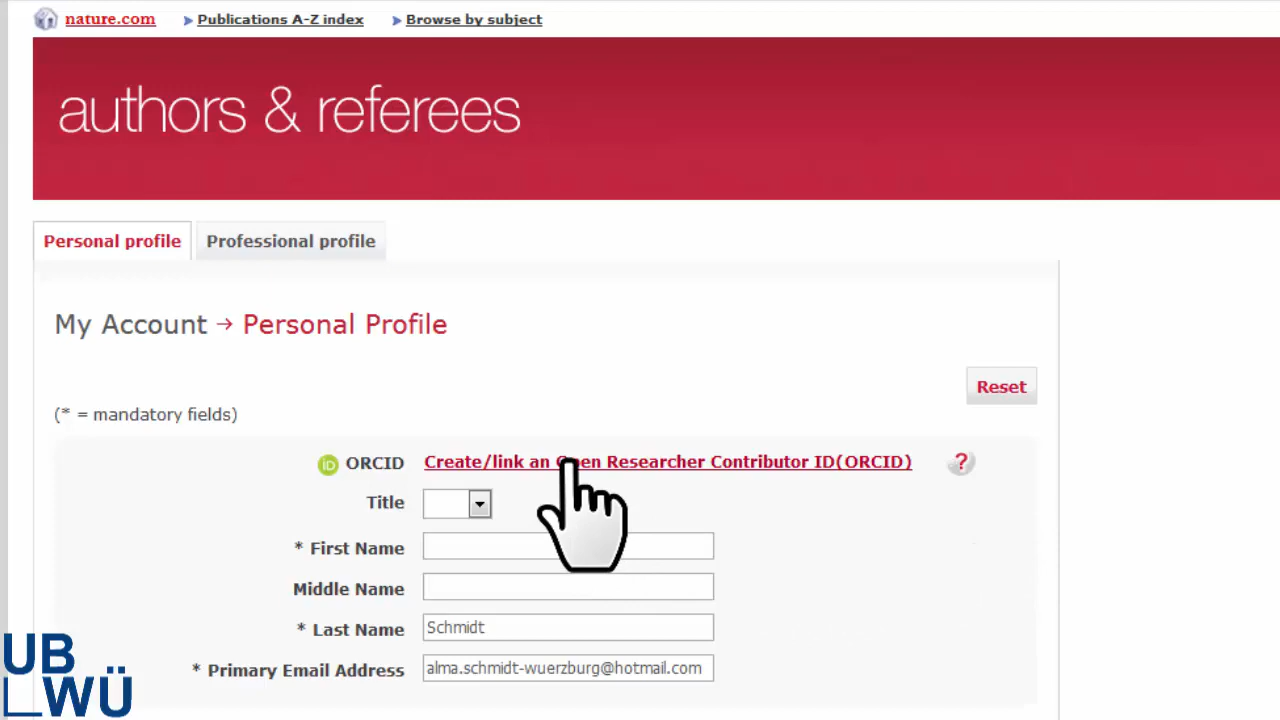 nature.com Publications A-Z index Browse by subject
authors & referees
Personal profile Professional profile
My Account → Personal Profile
Reset
(* = mandatory fields)
iD ORCID Create/link an Open Researcher Contributor ID(ORCID) ?
Title
* First Name
Middle Name
* Last Name Schmidt
* Primary Email Address alma.schmidt-wuerzburg@hotmail.com
UB
WÜ